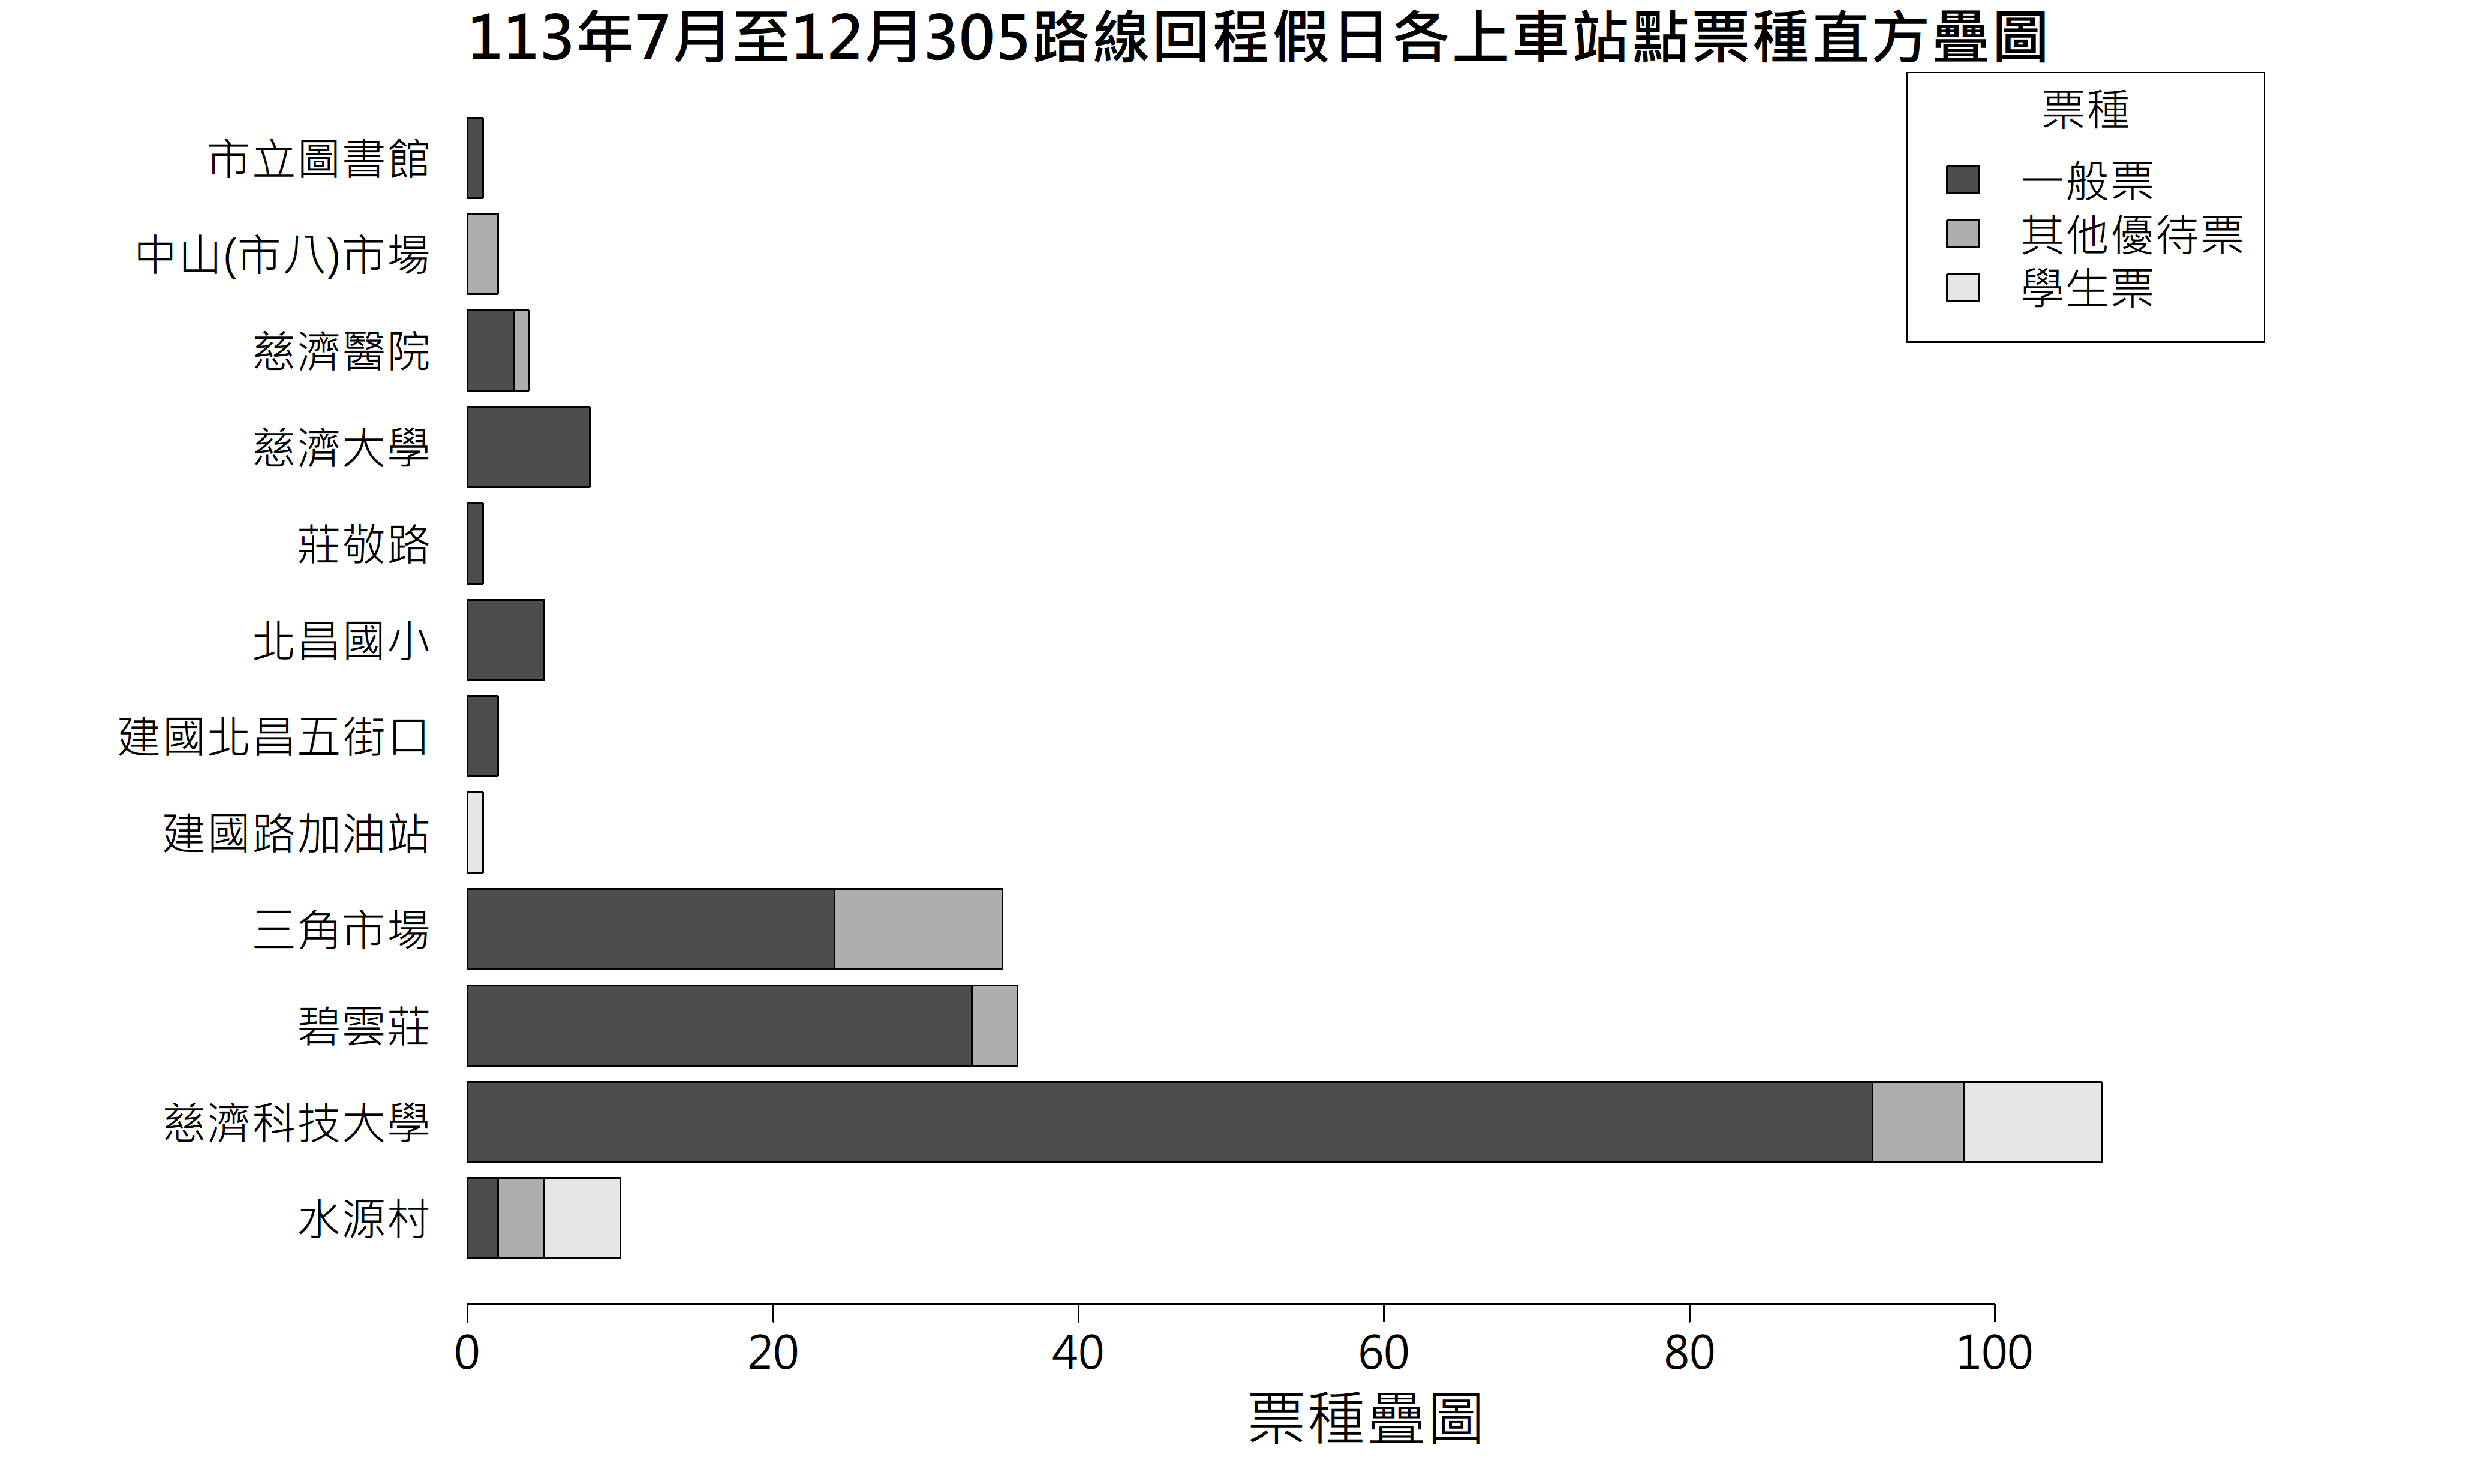 113年7月至12月305路線回程假日各上車站點票種直方疊圖
票種
一般票
其他優待票
學生票
市立圖書館
中山(市八)市場
慈濟醫院
慈濟大學
莊敬路
北昌國小
建國北昌五街口
建國路加油站
三角市場
碧雲莊
慈濟科技大學
水源村
0 20 40 60 80 100
票種疊圖